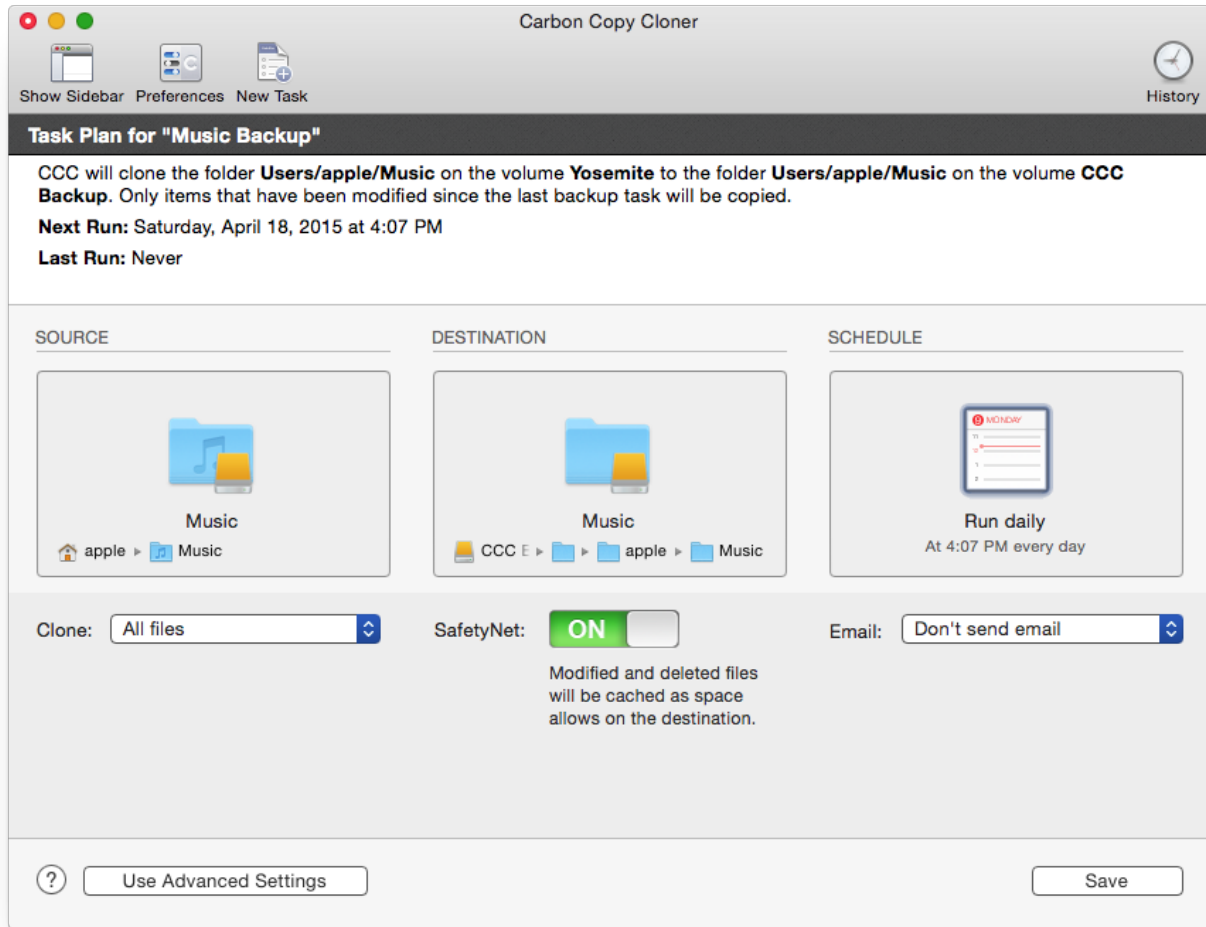 Carbon Copy Cloner
Show Sidebar Preferences New Task History
Task Plan for "Music Backup"
CCC will clone the folder Users/apple/Music on the volume Yosemite to the folder Users/apple/Music on the volume CCC
Backup. Only items that have been modified since the last backup task will be copied.
Next Run: Saturday, April 18, 2015 at 4:07 PM
Last Run: Never
SOURCE DESTINATION SCHEDULE
9 MONDAY
Music Music Run daily
apple Music CCC apple Music At 4:07 PM every day
Clone: All files SafetyNet: ON Email: Don't send email
Modified and deleted files
will be cached as space
allows on the destination.
? Use Advanced Settings Save